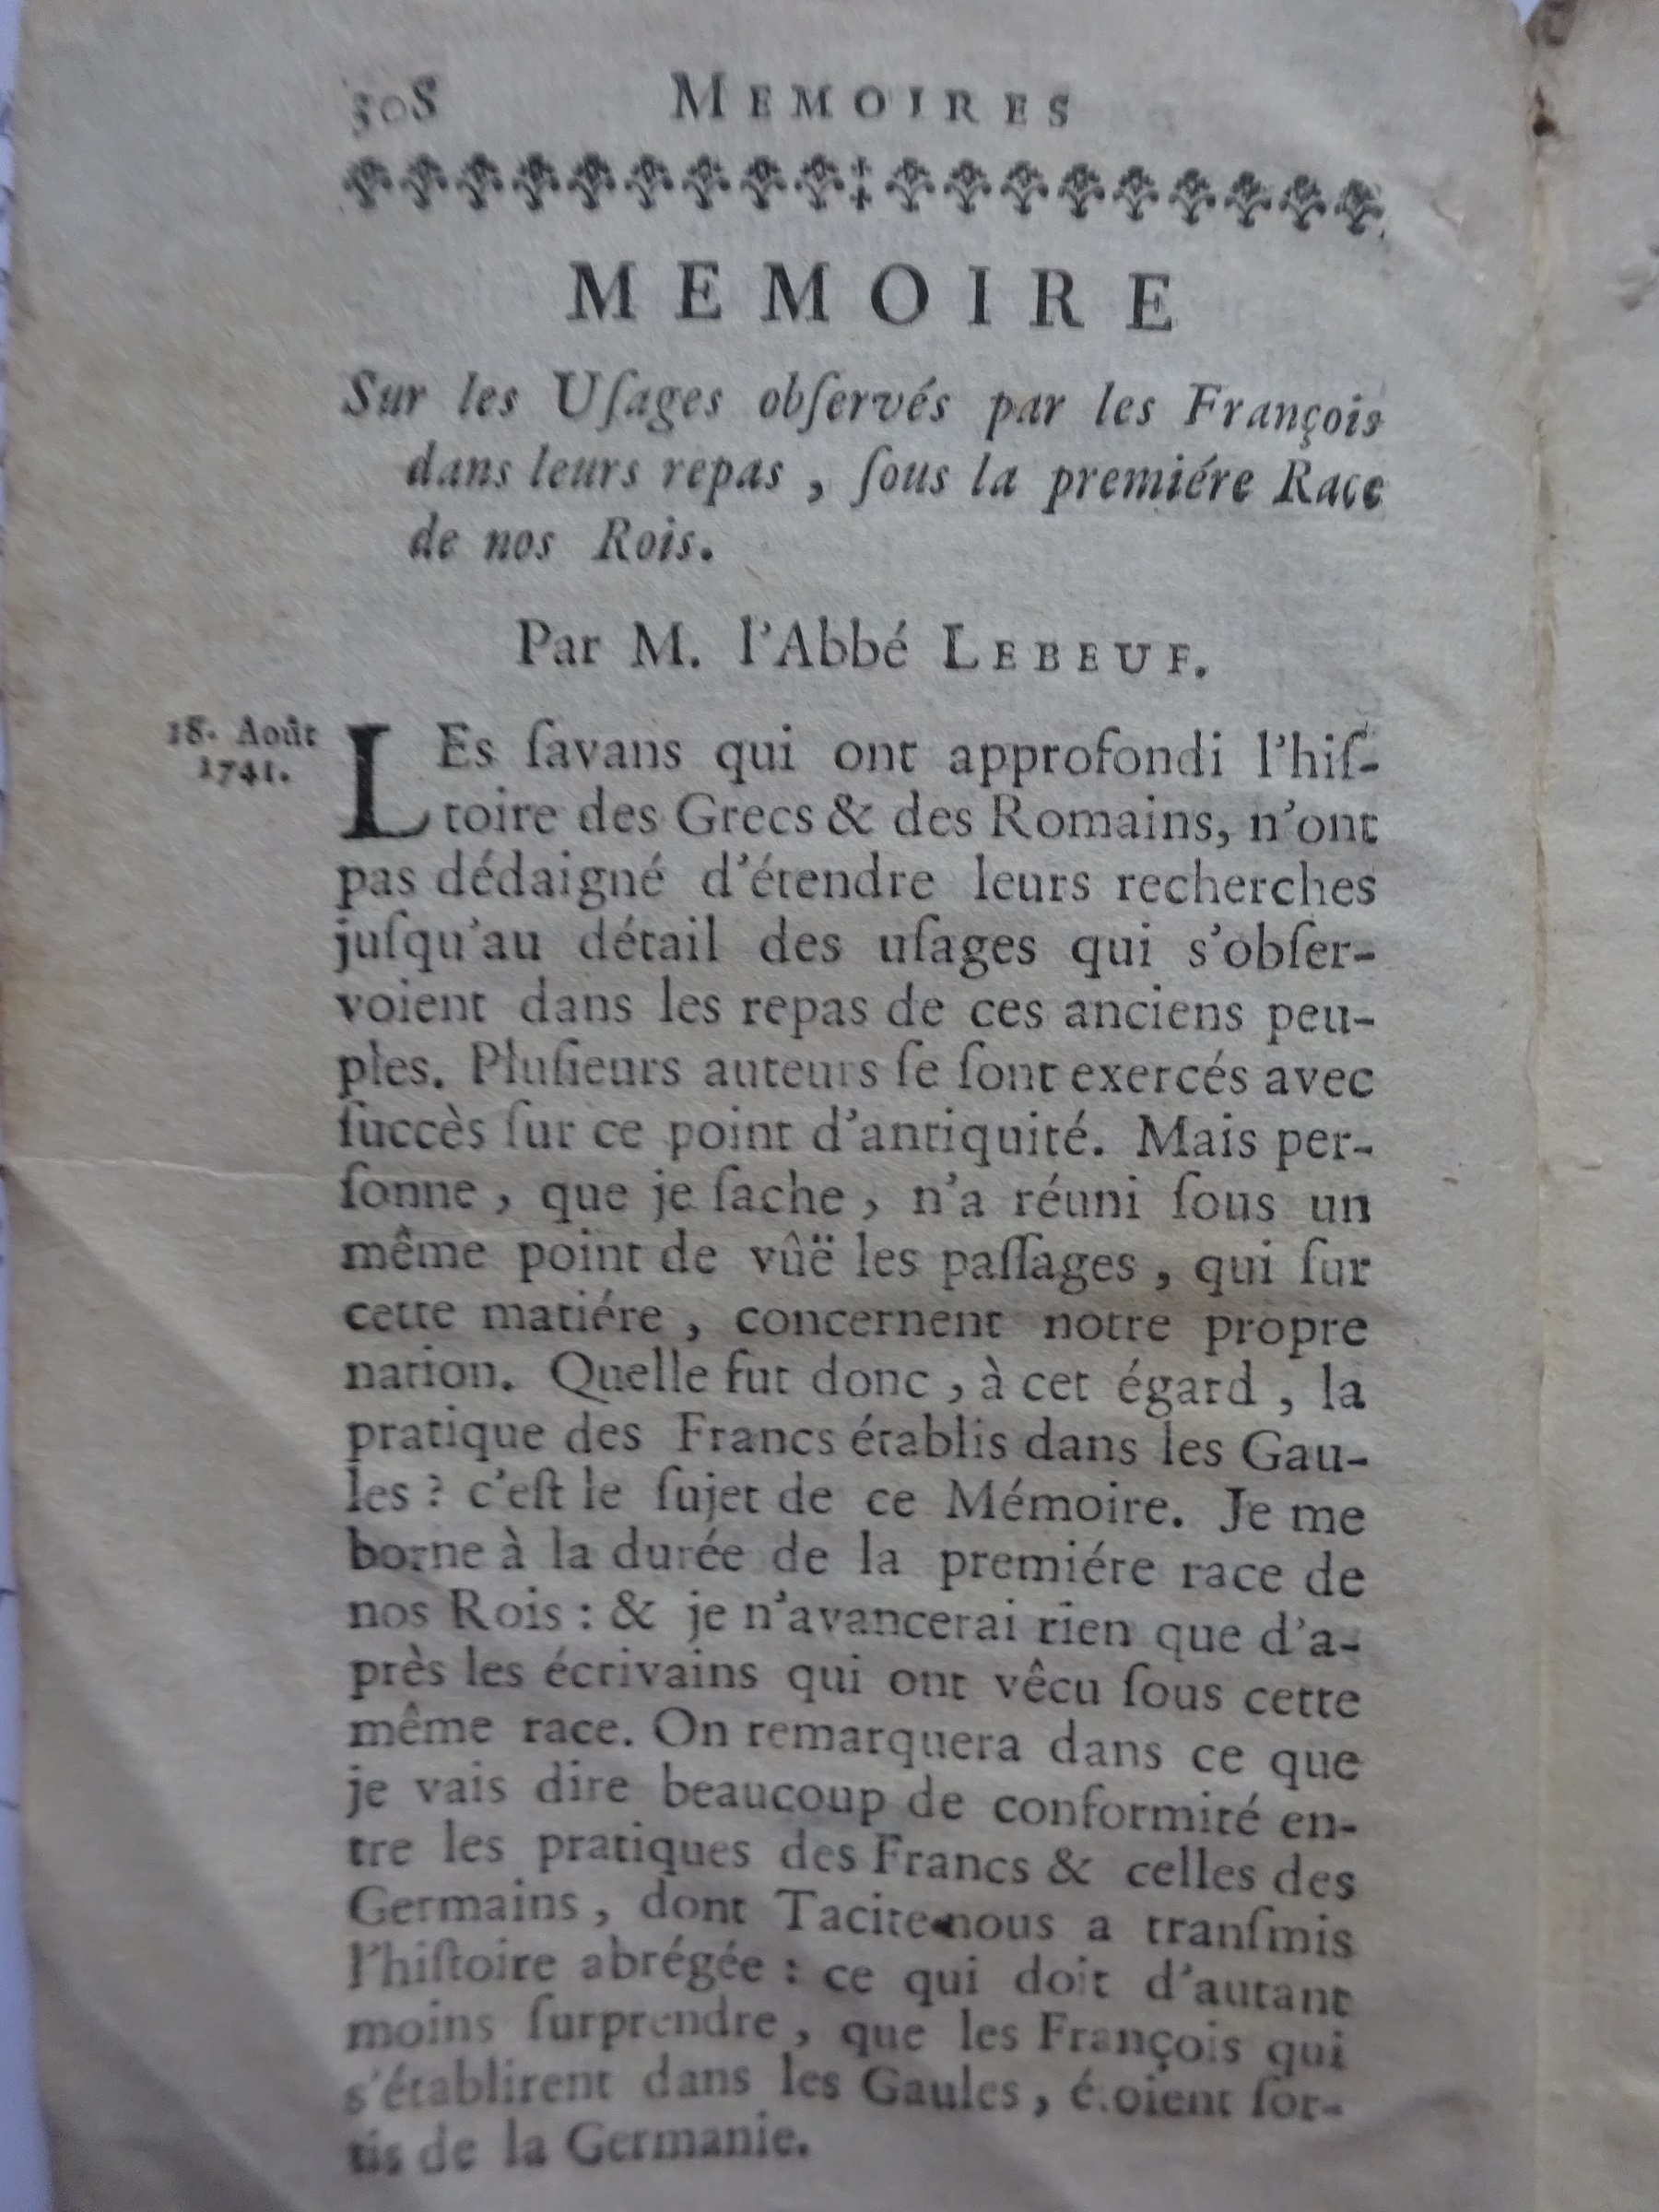 508 MEMOIRES
MEMOIRE
Sur les Uſages obſervés par les François
dans leurs repas, ſous la premiére Race
de nos Rois.
Par M. l'Abbé LEBEUF.
18. Août
1741.
LEs ſavans qui ont approfondi l'hiſ-
toire des Grecs & des Romains, n'ont
pas dédaigné d'étendre leurs recherches
juſqu'au détail des uſages qui s'obſer-
voient dans les repas de ces anciens peu-
ples. Pluſieurs auteurs ſe ſont exercés avec
ſuccès ſur ce point d'antiquité. Mais per-
ſonne, que je ſache, n'a réuni ſous un
même point de vûë les paſſages, qui ſur
cette matiére, concernent notre propre
nation. Quelle fut donc, à cet égard, la
pratique des Francs établis dans les Gau-
les ? c'eſt le ſujet de ce Mémoire. Je me
borne à la durée de la premiére race de
nos Rois : & je n'avancerai rien que d'a-
près les écrivains qui ont vêcu ſous cette
même race. On remarquera dans ce que
je vais dire beaucoup de conformité en-
tre les pratiques des Francs & celles des
Germains, dont Tacite nous a tranſmis
l'hiſtoire abrégée : ce qui doit d'autant
moins ſurprendre, que les François qui
s'établirent dans les Gaules, étoient ſor-
tis de la Germanie.